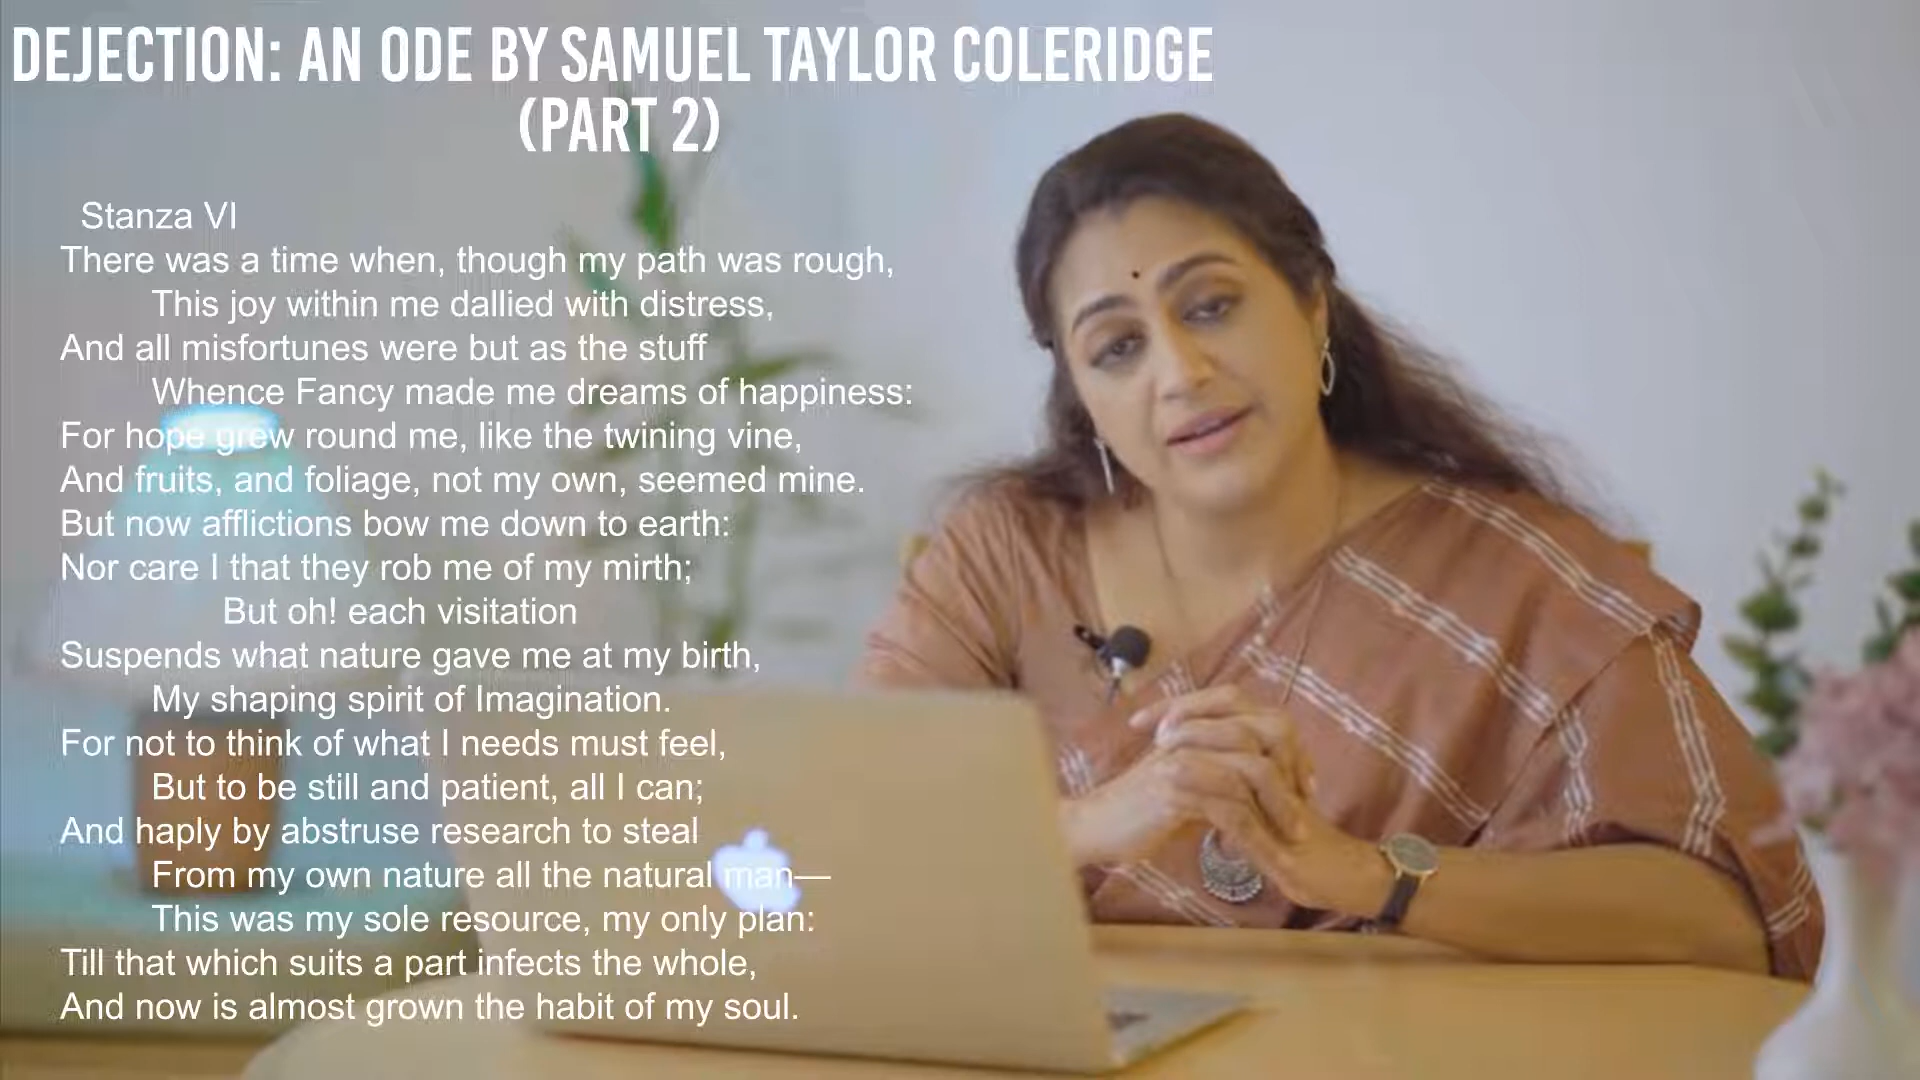 DEJECTION: AN ODE BY SAMUEL TAYLOR COLERIDGE
(PART 2)
Stanza VI
There was a time when, though my path was rough,
This joy within me dallied with distress,
And all misfortunes were but as the stuff
Whence Fancy made me dreams of happiness:
For hope grew round me, like the twining vine,
And fruits, and foliage, not my own, seemed mine.
But now afflictions bow me down to earth:
Nor care I that they rob me of my mirth;
But oh! each visitation
Suspends what nature gave me at my birth,
My shaping spirit of Imagination.
For not to think of what I needs must feel,
But to be still and patient, all I can;
And haply by abstruse research to steal
From my own nature all the natural man—
This was my sole resource, my only plan:
Till that which suits a part infects the whole,
And now is almost grown the habit of my soul.